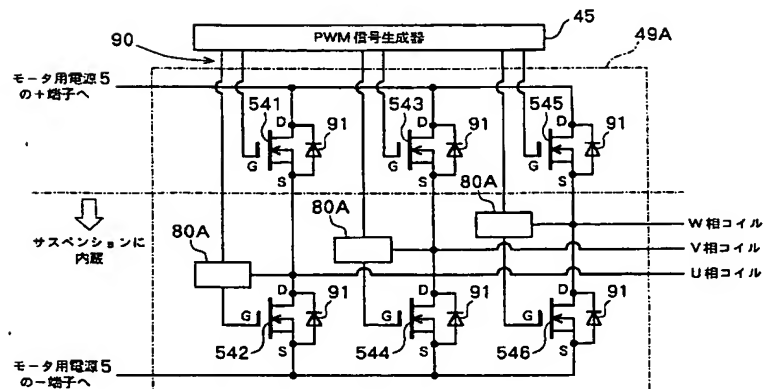 PWM 信号生成器
45
90
49A
モータ用電源 5
の+端子へ
541
D
91
G
S
543
D
91
G
S
545
D
91
G
S
80A
80A
80A
サスペンションに
内蔵
W相コイル
V相コイル
U相コイル
D
91
G
S
542
D
91
G
S
544
D
91
G
S
546
モータ用電源 5
の−端子へ